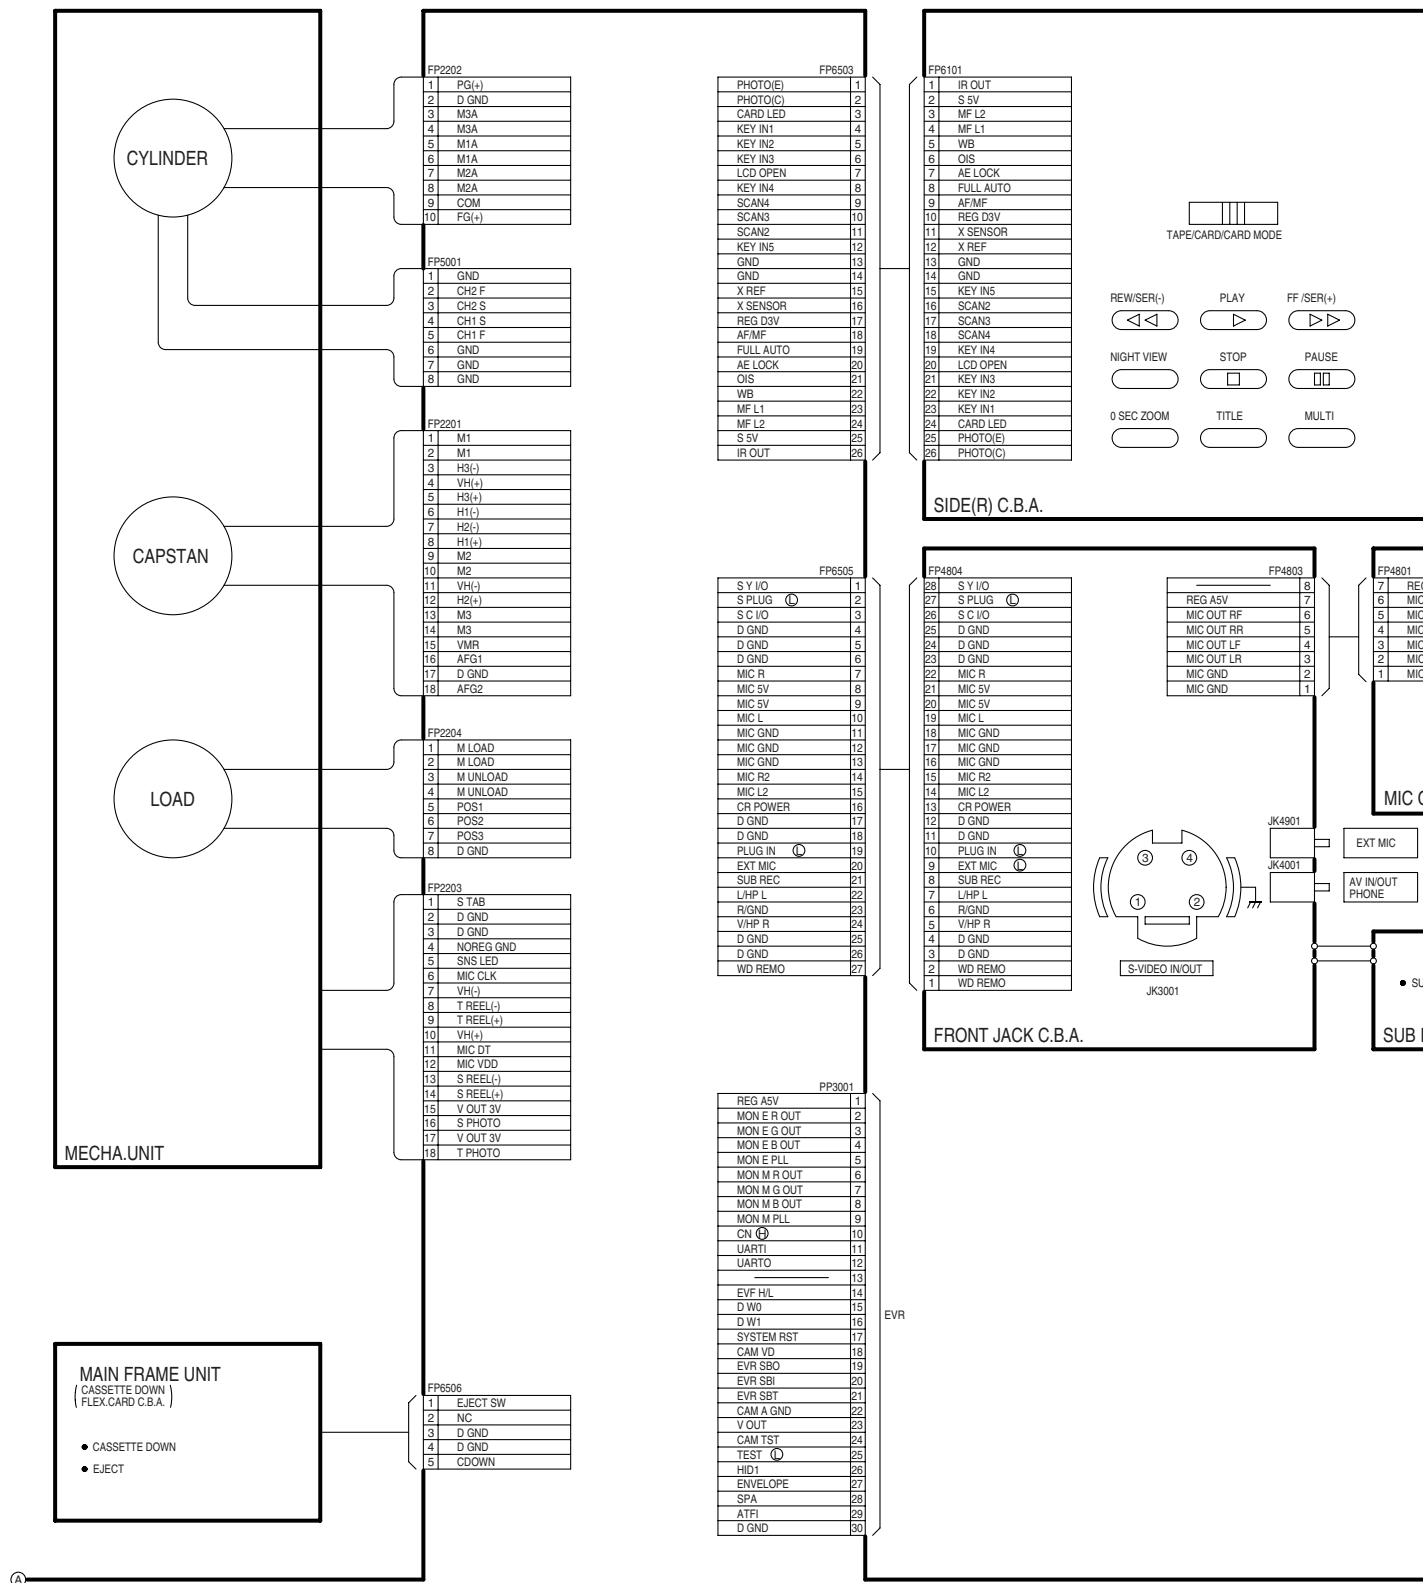 CYLINDER
CAPSTAN
LOAD
MECHA.UNIT
MAIN FRAME UNIT
( CASSETTE DOWN
FLEX.CARD C.B.A. )
● CASSETTE DOWN
● EJECT
A
FP2202
1 PG(+)
2 D GND
3 M3A
4 M3A
5 M1A
6 M1A
7 M2A
8 M2A
9 COM
10 FG(+)
FP5001
1 GND
2 CH2 F
3 CH2 S
4 CH1 S
5 CH1 F
6 GND
7 GND
8 GND
FP2201
1 M1
2 M1
3 H3(-)
4 VH(+)
5 H3(+)
6 H1(-)
7 H2(-)
8 H1(+)
9 M2
10 M2
11 VH(-)
12 H2(+)
13 M3
14 M3
15 VMR
16 AFG1
17 D GND
18 AFG2
FP2204
1 M LOAD
2 M LOAD
3 M UNLOAD
4 M UNLOAD
5 POS1
6 POS2
7 POS3
8 D GND
FP2203
1 S TAB
2 D GND
3 D GND
4 NOREG GND
5 SNS LED
6 MIC CLK
7 VH(-)
8 T REEL(-)
9 T REEL(+)
10 VH(+)
11 MIC DT
12 MIC VDD
13 S REEL(-)
14 S REEL(+)
15 V OUT 3V
16 S PHOTO
17 V OUT 3V
18 T PHOTO
FP6506
1 EJECT SW
2 NC
3 D GND
4 D GND
5 CDOWN
FP6503
PHOTO(E) 1
PHOTO(C) 2
CARD LED 3
KEY IN1 4
KEY IN2 5
KEY IN3 6
LCD OPEN 7
KEY IN4 8
SCAN4 9
SCAN3 10
SCAN2 11
KEY IN5 12
GND 13
GND 14
X REF 15
X SENSOR 16
REG D3V 17
AF/MF 18
FULL AUTO 19
AE LOCK 20
OIS 21
WB 22
MF L1 23
MF L2 24
S 5V 25
IR OUT 26
FP6505
S Y I/O 1
S PLUG L 2
S C I/O 3
D GND 4
D GND 5
D GND 6
MIC R 7
MIC 5V 8
MIC 5V 9
MIC L 10
MIC GND 11
MIC GND 12
MIC GND 13
MIC R2 14
MIC L2 15
CR POWER 16
D GND 17
D GND 18
PLUG IN L 19
EXT MIC 20
SUB REC 21
L/HP L 22
R/GND 23
V/HP R 24
D GND 25
D GND 26
WD REMO 27
PP3001
REG A5V 1
MON E R OUT 2
MON E G OUT 3
MON E B OUT 4
MON E PLL 5
MON M R OUT 6
MON M G OUT 7
MON M B OUT 8
MON M PLL 9
CN H 10
UARTI 11
UARTO 12
13
EVF H/L 14
D W0 15
D W1 16
SYSTEM RST 17
CAM VD 18
EVR SBO 19
EVR SBI 20
EVR SBT 21
CAM A GND 22
V OUT 23
CAM TST 24
TEST L 25
HID1 26
ENVELOPE 27
SPA 28
ATFI 29
D GND 30
EVR
FP6101
1 IR OUT
2 S 5V
3 MF L2
4 MF L1
5 WB
6 OIS
7 AE LOCK
8 FULL AUTO
9 AF/MF
10 REG D3V
11 X SENSOR
12 X REF
13 GND
14 GND
15 KEY IN5
16 SCAN2
17 SCAN3
18 SCAN4
19 KEY IN4
20 LCD OPEN
21 KEY IN3
22 KEY IN2
23 KEY IN1
24 CARD LED
25 PHOTO(E)
26 PHOTO(C)
SIDE(R) C.B.A.
TAPE/CARD/CARD MODE
REW/SER(-) PLAY FF /SER(+)
NIGHT VIEW STOP PAUSE
0 SEC ZOOM TITLE MULTI
FP4804
28 S Y I/O
27 S PLUG L
26 S C I/O
25 D GND
24 D GND
23 D GND
22 MIC R
21 MIC 5V
20 MIC 5V
19 MIC L
18 MIC GND
17 MIC GND
16 MIC GND
15 MIC R2
14 MIC L2
13 CR POWER
12 D GND
11 D GND
10 PLUG IN L
9 EXT MIC L
8 SUB REC
7 L/HP L
6 R/GND
5 V/HP R
4 D GND
3 D GND
2 WD REMO
1 WD REMO
FRONT JACK C.B.A.
FP4803
8
REG A5V 7
MIC OUT RF 6
MIC OUT RR 5
MIC OUT LF 4
MIC OUT LR 3
MIC GND 2
MIC GND 1
3 4
1 2
S-VIDEO IN/OUT
JK3001
JK4901
EXT MIC
JK4001
AV IN/OUT
PHONE
FP4801
7 REG
6 MIC
5 MIC
4 MIC
3 MIC
2 MIC
1 MIC
MIC
● SU
SUB